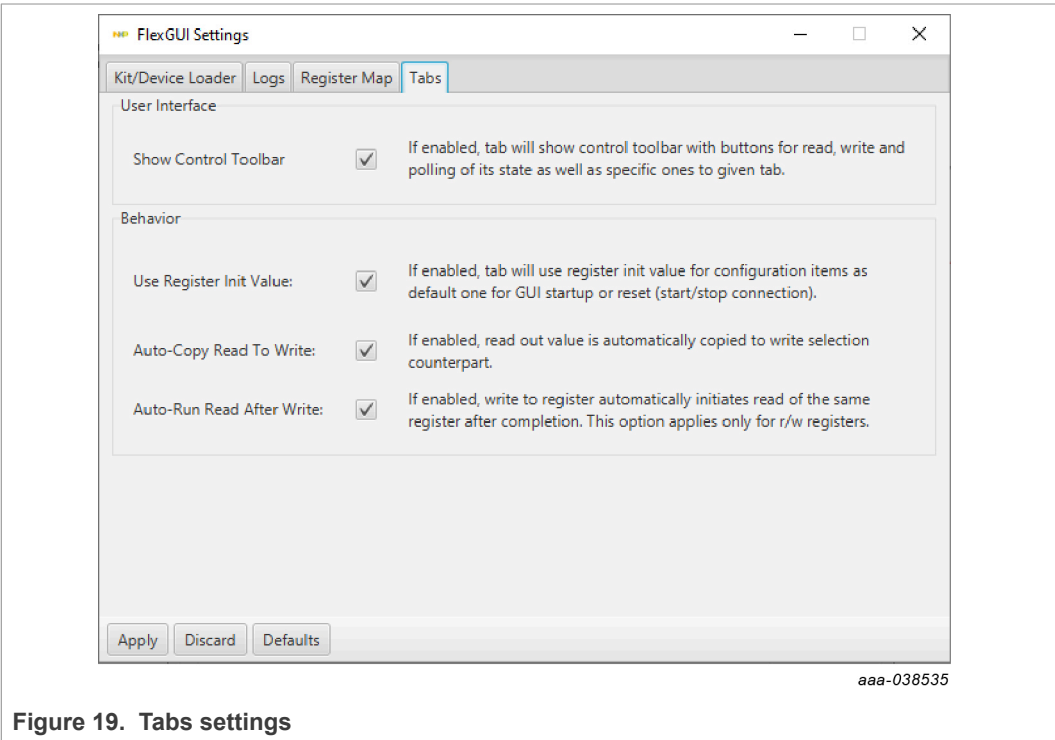 FlexGUI Settings
Kit/Device Loader Logs Register Map Tabs
User Interface
Show Control Toolbar
If enabled, tab will show control toolbar with buttons for read, write and
polling of its state as well as specific ones to given tab.
Behavior
Use Register Init Value:
If enabled, tab will use register init value for configuration items as
default one for GUI startup or reset (start/stop connection).
Auto-Copy Read To Write:
If enabled, read out value is automatically copied to write selection
counterpart.
Auto-Run Read After Write:
If enabled, write to register automatically initiates read of the same
register after completion. This option applies only for r/w registers.
Apply Discard Defaults
aaa-038535
Figure 19. Tabs settings